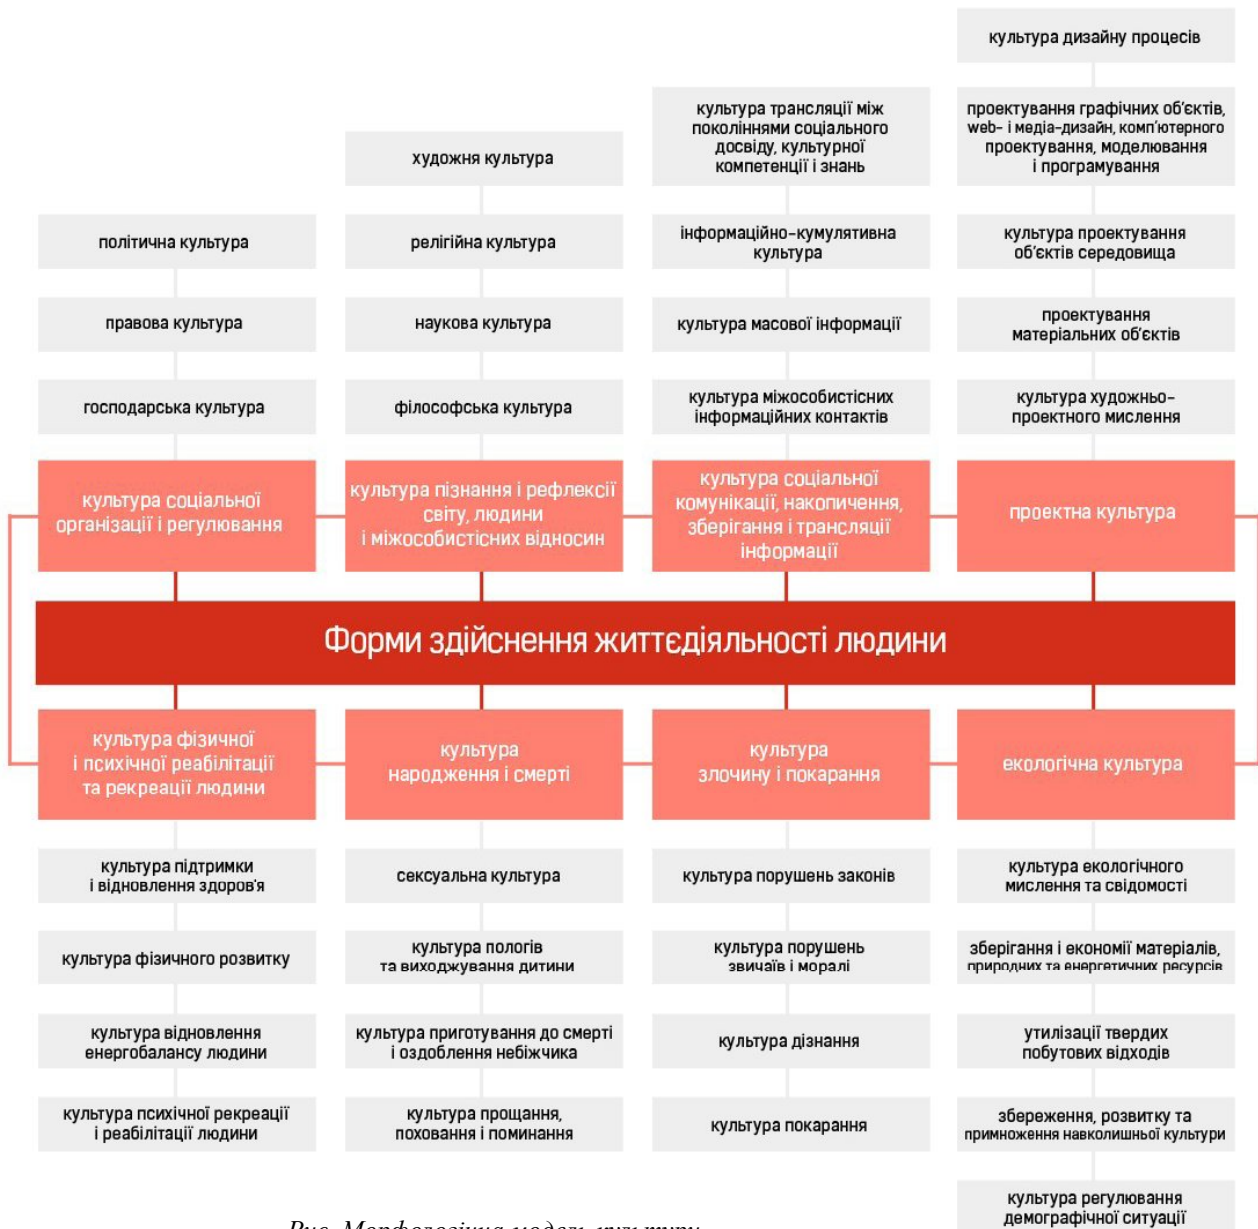 культура дизайну процесів
проектування графічних об'єктів,
web- і медіа-дизайн, комп'ютерного
проектування, моделювання
і програмування
культура трансляції між
поколіннями соціального
досвіду, культурної
компетенції і знань
художня культура
політична культура
релігійна культура
інформаційно-кумулятивна
культура
культура проектування
об'єктів середовища
правова культура
наукова культура
культура масової інформації
проектування
матеріальних об'єктів
господарська культура
філософська культура
культура міжособистісних
інформаційних контактів
культура художньо-
проектного мислення
культура соціальної
організації і регулювання
культура пізнання і рефлексії
світу, людини
і міжособистісних відносин
культура соціальної
комунікації, накопичення,
зберігання і трансляції
інформації
проектна культура
Форми здійснення життєдіяльності людини
культура фізичної
і психічної реабілітації
та рекреації людини
культура
народження і смерті
культура
злочину і покарання
екологічна культура
культура підтримки
і відновлення здоров'я
сексуальна культура
культура порушень законів
культура екологічного
мислення та свідомості
культура фізичного розвитку
культура пологів
та виходжування дитини
культура порушень
звичаїв і моралі
зберігання і економії матеріалів,
природних та енергетичних ресурсів
культура відновлення
енергобалансу людини
культура приготування до смерті
і оздоблення небіжчика
культура дізнання
утилізації твердих
побутових відходів
культура психічної рекреації
і реабілітації людини
культура прощання,
поховання і поминання
культура покарання
збереження, розвитку та
примноження навколишньої культури
культура регулювання
демографічної ситуації
Рис. Морфологічна модель культури